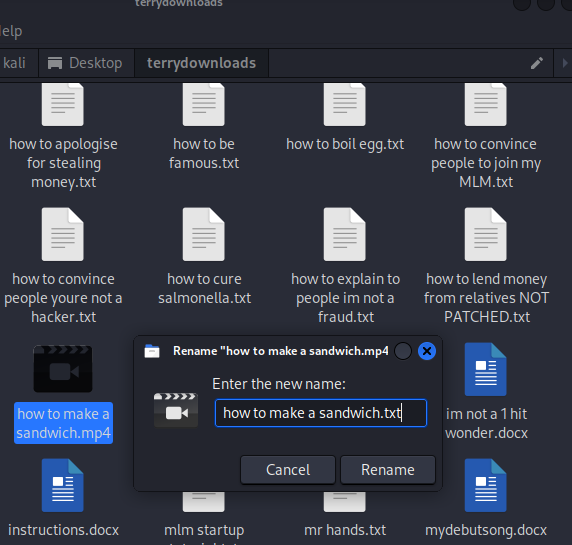 terrydownloads
elp
kali
Desktop
terrydownloads
how to apologise
for stealing
money.txt
how to be
famous.txt
how to boil egg.txt
how to convince
people to join my
MLM.txt
how to convince
people youre not a
hacker.txt
how to cure
salmonella.txt
how to explain to
people im not a
fraud.txt
how to lend money
from relatives NOT
PATCHED.txt
how to make a
sandwich.mp4
Rename "how to make a sandwich.mp4
Enter the new name:
how to make a sandwich.txt
Cancel
Rename
im not a 1 hit
wonder.docx
instructions.docx
mlm startup
mr hands.txt
mydebutsong.docx